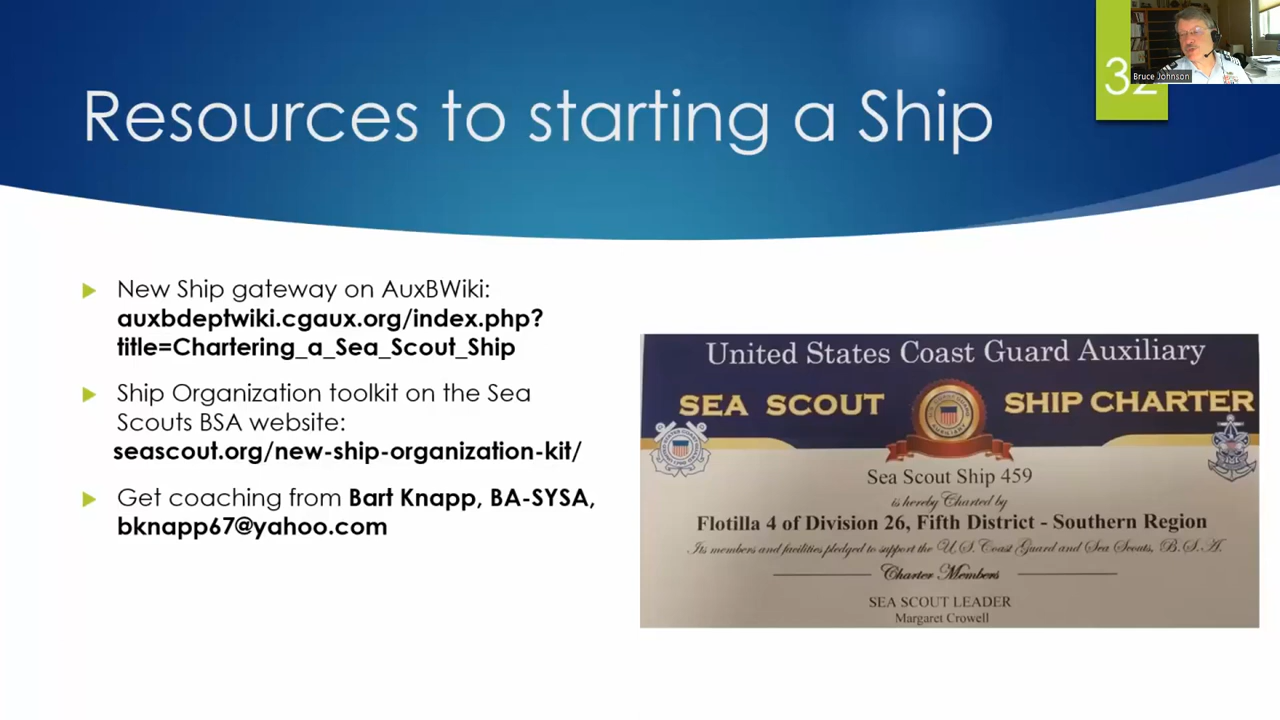 Resources to starting a Ship
32
Bruce Johnson
New Ship gateway on AuxBWiki:
auxbdeptwiki.cgaux.org/index.php?
title=Chartering_a_Sea_Scout_Ship
Ship Organization toolkit on the Sea
Scouts BSA website:
seascout.org/new-ship-organization-kit/
Get coaching from Bart Knapp, BA-SYSA,
bknapp67@yahoo.com
United States Coast Guard Auxiliary
SEA SCOUT SHIP CHARTER
Sea Scout Ship 459
is hereby Charted by
Flotilla 4 of Division 26, Fifth District - Southern Region
Its members and facilities pledged to support the U.S. Coast Guard and Sea Scouts, B.S.A.
Charter Members
SEA SCOUT LEADER
Margaret Crowell